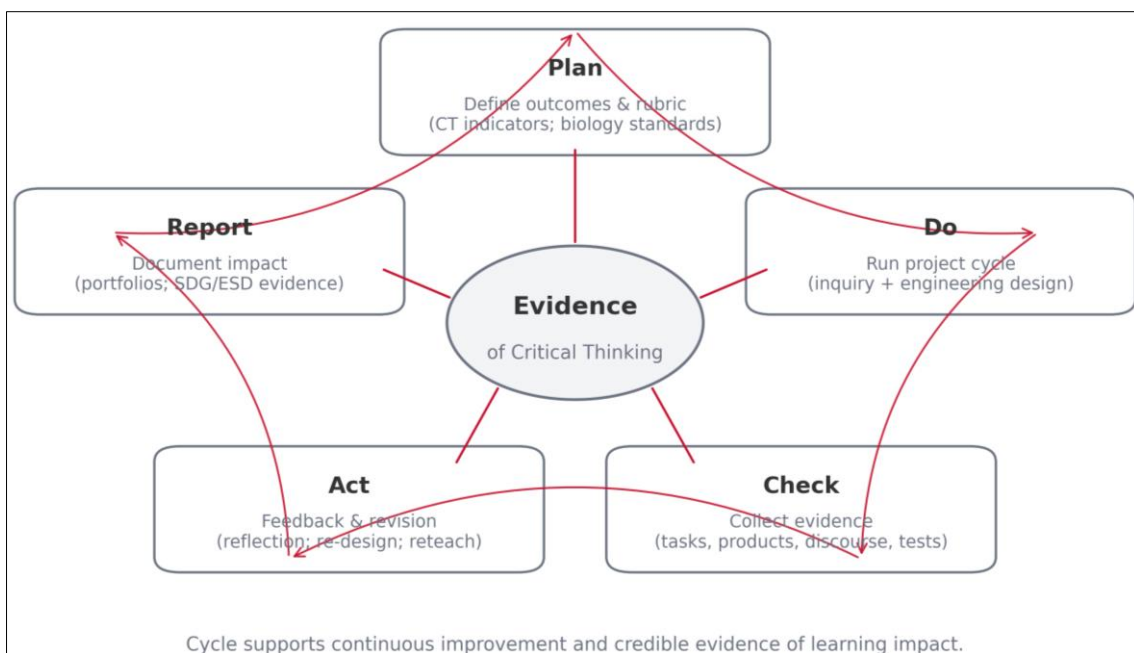 Plan
Define outcomes & rubric
(CT indicators; biology standards)
Report
Document impact
(portfolios; SDG/ESD evidence)
Do
Run project cycle
(inquiry + engineering design)
Evidence
of Critical Thinking
Act
Feedback & revision
(reflection; re-design; reteach)
Check
Collect evidence
(tasks, products, discourse, tests)
Cycle supports continuous improvement and credible evidence of learning impact.